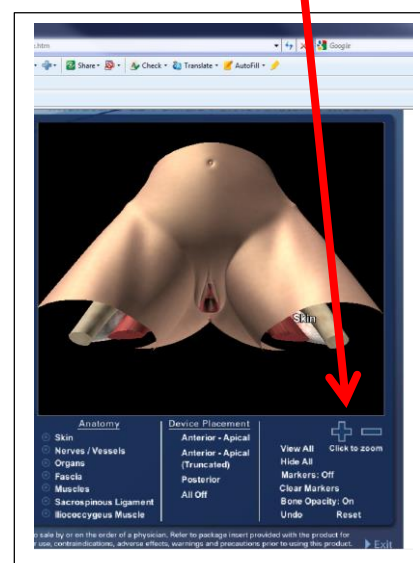 .htm Google
Share Check Translate AutoFill
Skin
Click to zoom
Anatomy
Skin
Nerves / Vessels
Organs
Fascia
Muscles
Sacrospinous Ligament
Iliococcygeus Muscle
Device Placement
Anterior - Apical
Anterior - Apical
(Truncated)
Posterior
All Off
View All
Hide All
Markers: Off
Clear Markers
Bone Opacity: On
Undo Reset
sale by or on the order of a physician. Refer to package insert provided with the product for
use, contraindications, adverse effects, warnings and precautions prior to using this product. Exit